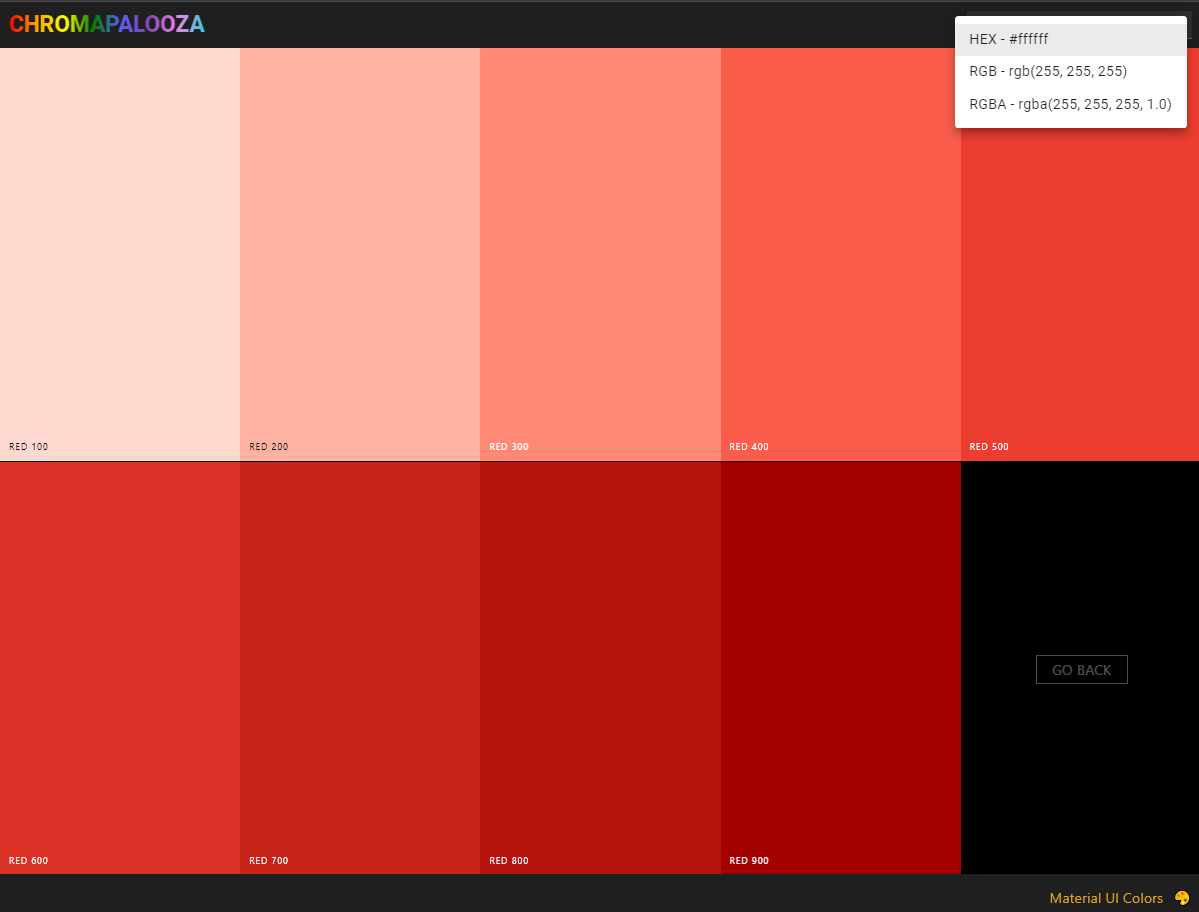 CHROMAPALOOZA
HEX - #ffffff
RGB - rgb(255, 255, 255)
RGBA - rgba(255, 255, 255, 1.0)
RED 100
RED 200
RED 300
RED 400
RED 500
RED 600
RED 700
RED 800
RED 900
GO BACK
Material UI Colors